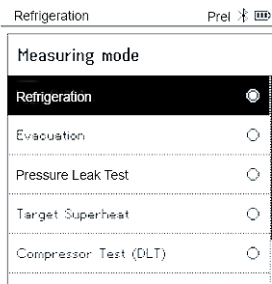 Refrigeration Prel
Measuring mode
Refrigeration
Evacuation
Pressure Leak Test
Target Superheat
Compressor Test (DLT)